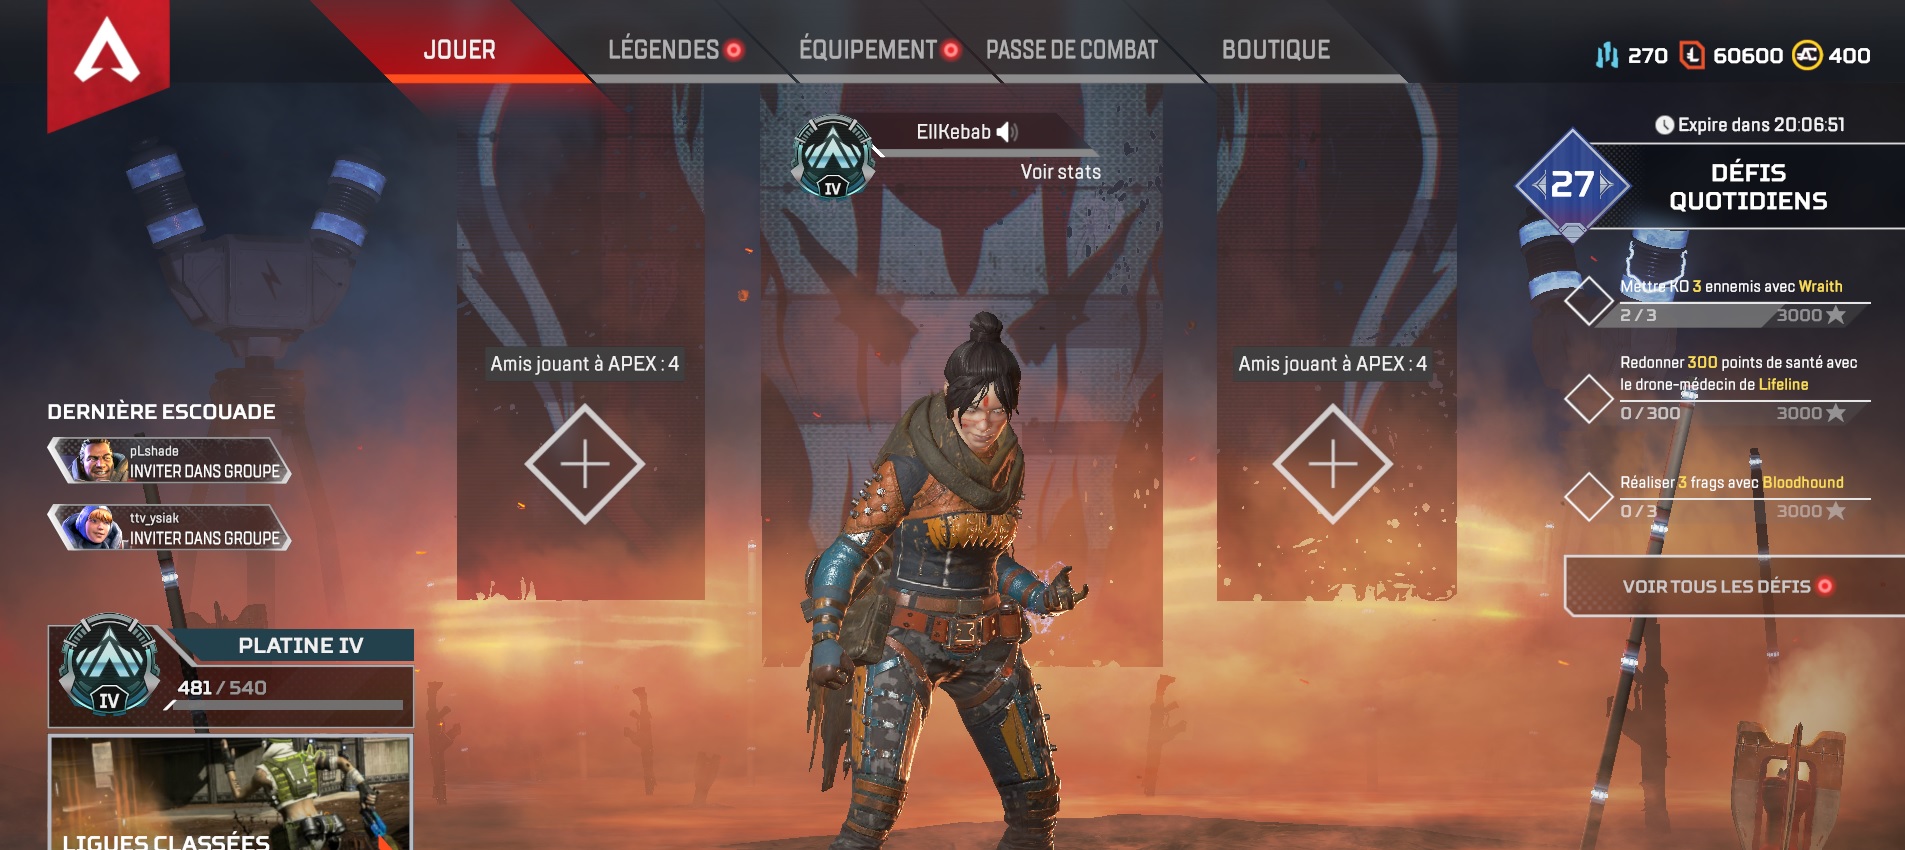 JOUER
LÉGENDES
ÉQUIPEMENT
PASSE DE COMBAT
BOUTIQUE
270
60600
400
EllKebab
IV
Voir stats
Expire dans 20:06:51
27
DÉFIS
QUOTIDIENS
Mettre KO 3 ennemis avec Wraith
2 / 3
3000
Redonner 300 points de santé avec
le drone-médecin de Lifeline
0 / 300
3000
Réaliser 3 frags avec Bloodhound
0 / 3
3000
VOIR TOUS LES DÉFIS
Amis jouant à APEX : 4
Amis jouant à APEX : 4
DERNIÈRE ESCOUADE
pLshade
INVITER DANS GROUPE
ttv_ysiak
INVITER DANS GROUPE
PLATINE IV
481 / 540
IV
LIGUES CLASSÉES